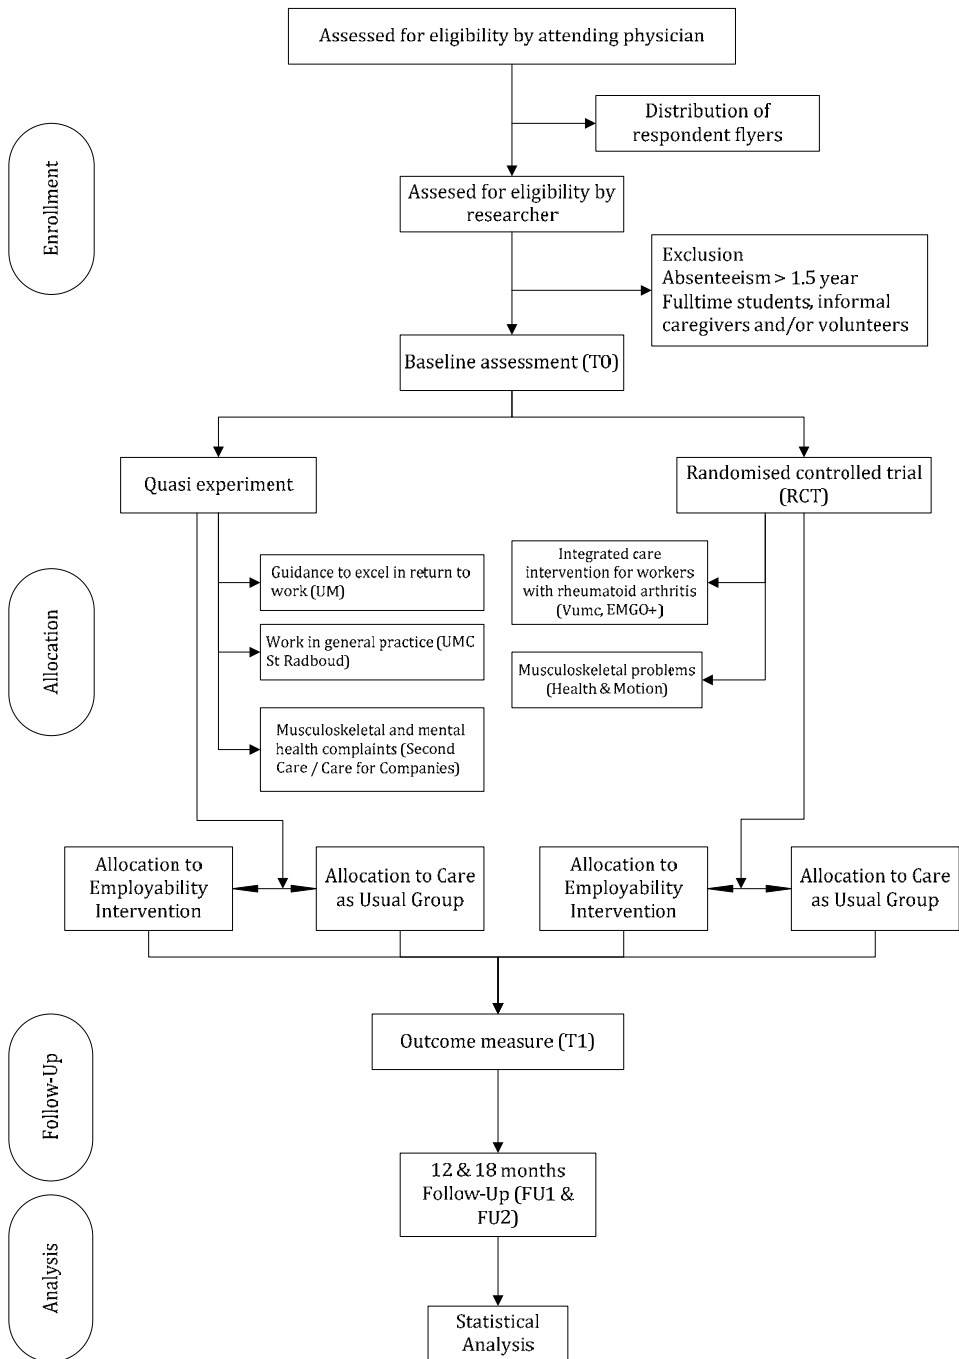 Assessed for eligibility by attending physician
Distribution of
respondent flyers
Enrollment
Assesed for eligibility by
researcher
Exclusion
Absenteeism > 1.5 year
Fulltime students, informal
caregivers and/or volunteers
Baseline assessment (T0)
Quasi experiment
Randomised controlled trial
(RCT)
Allocation
Guidance to excel in return to
work (UM)
Work in general practice (UMC
St Radboud)
Musculoskeletal and mental
health complaints (Second
Care / Care for Companies)
Integrated care
intervention for workers
with rheumatoid arthritis
(Vumc, EMGO+)
Musculoskeletal problems
(Health & Motion)
Allocation to
Employability
Intervention
Allocation to Care
as Usual Group
Allocation to
Employability
Intervention
Allocation to Care
as Usual Group
Follow-Up
Outcome measure (T1)
12 & 18 months
Follow-Up (FU1 &
FU2)
Analysis
Statistical
Analysis